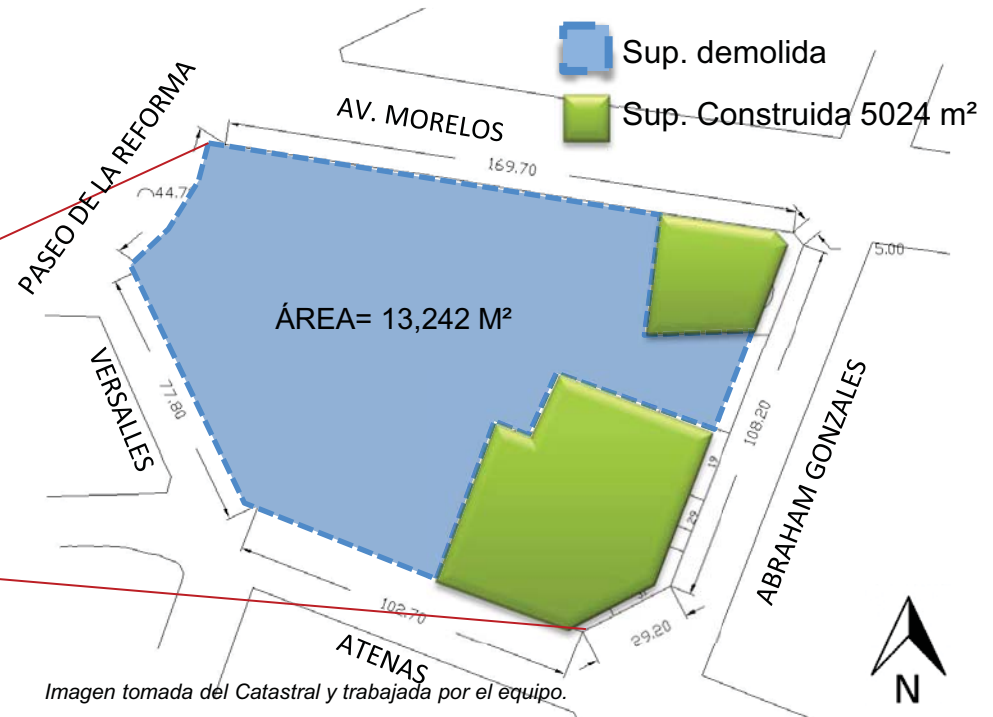 Sup. demolida
Sup. Construida 5024 m²
PASEO DE LA REFORMA
AV. MORELOS
169.70
44.7
5.00
ÁREA= 13,242 M²
VERSALLES
77.80
108.20
ABRAHAM GONZALES
19
29
102.70
29.20
ATENAS
N
Imagen tomada del Catastral y trabajada por el equipo.